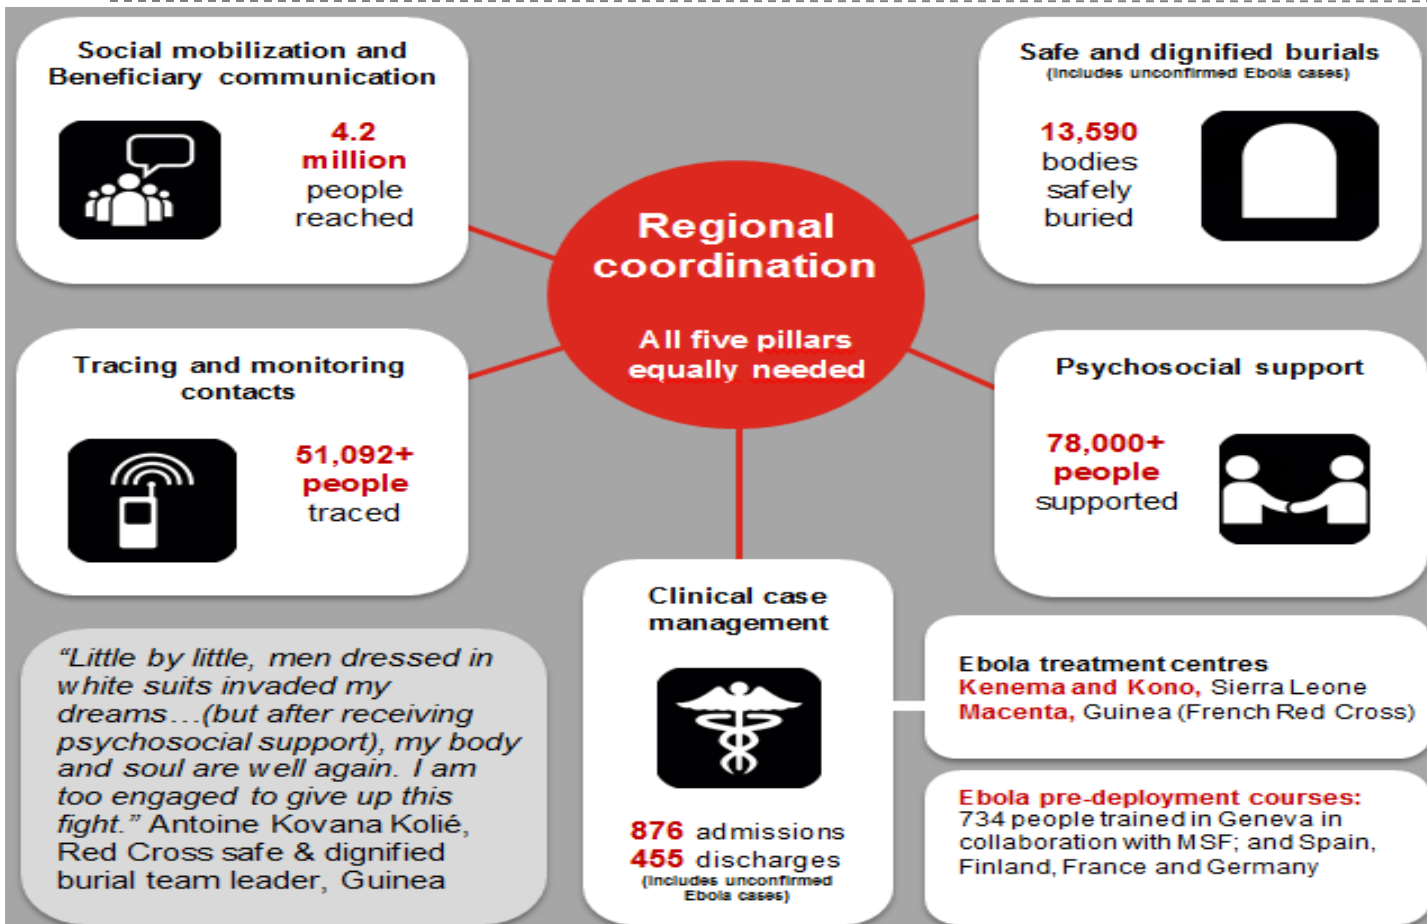 Social mobilization and
Beneficiary communication
4.2
million
people
reached
Safe and dignified burials
(includes unconfirmed Ebola cases)
13,590
bodies
safely
buried
Regional
coordination
All five pillars
equally needed
Tracing and monitoring
contacts
51,092+
people
traced
Psychosocial support
78,000+
people
supported
Clinical case
management
876 admissions
455 discharges
(includes unconfirmed
Ebola cases)
Ebola treatment centres
Kenema and Kono, Sierra Leone
Macenta, Guinea (French Red Cross)
Ebola pre-deployment courses:
734 people trained in Geneva in
collaboration with MSF; and Spain,
Finland, France and Germany
“Little by little, men dressed in
white suits invaded my
dreams…(but after receiving
psychosocial support), my body
and soul are well again. I am
too engaged to give up this
fight.” Antoine Kovana Kolié,
Red Cross safe & dignified
burial team leader, Guinea